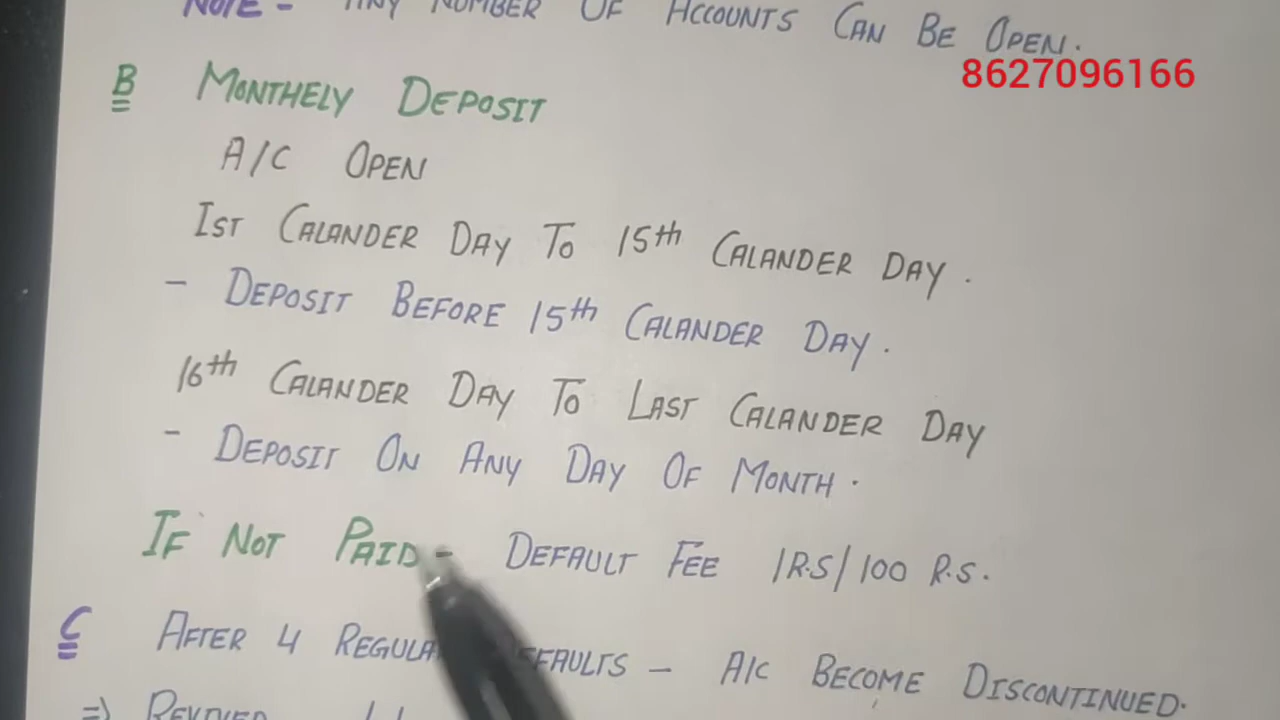 NOTE - ANY NUMBER OF ACCOUNTS CAN BE OPEN.
8627096166
B MONTHELY DEPOSIT
A/C OPEN
Ist CALANDER DAY TO 15th CALANDER DAY.
- DEPOSIT BEFORE 15th CALANDER DAY.
16th CALANDER DAY TO LAST CALANDER DAY
- DEPOSIT ON ANY DAY OF MONTH.
IF NOT PAID - DEFAULT FEE 1R.S/100 R.S.
C AFTER 4 DEFAULTS - A/C BECOME DISCONTINUED.